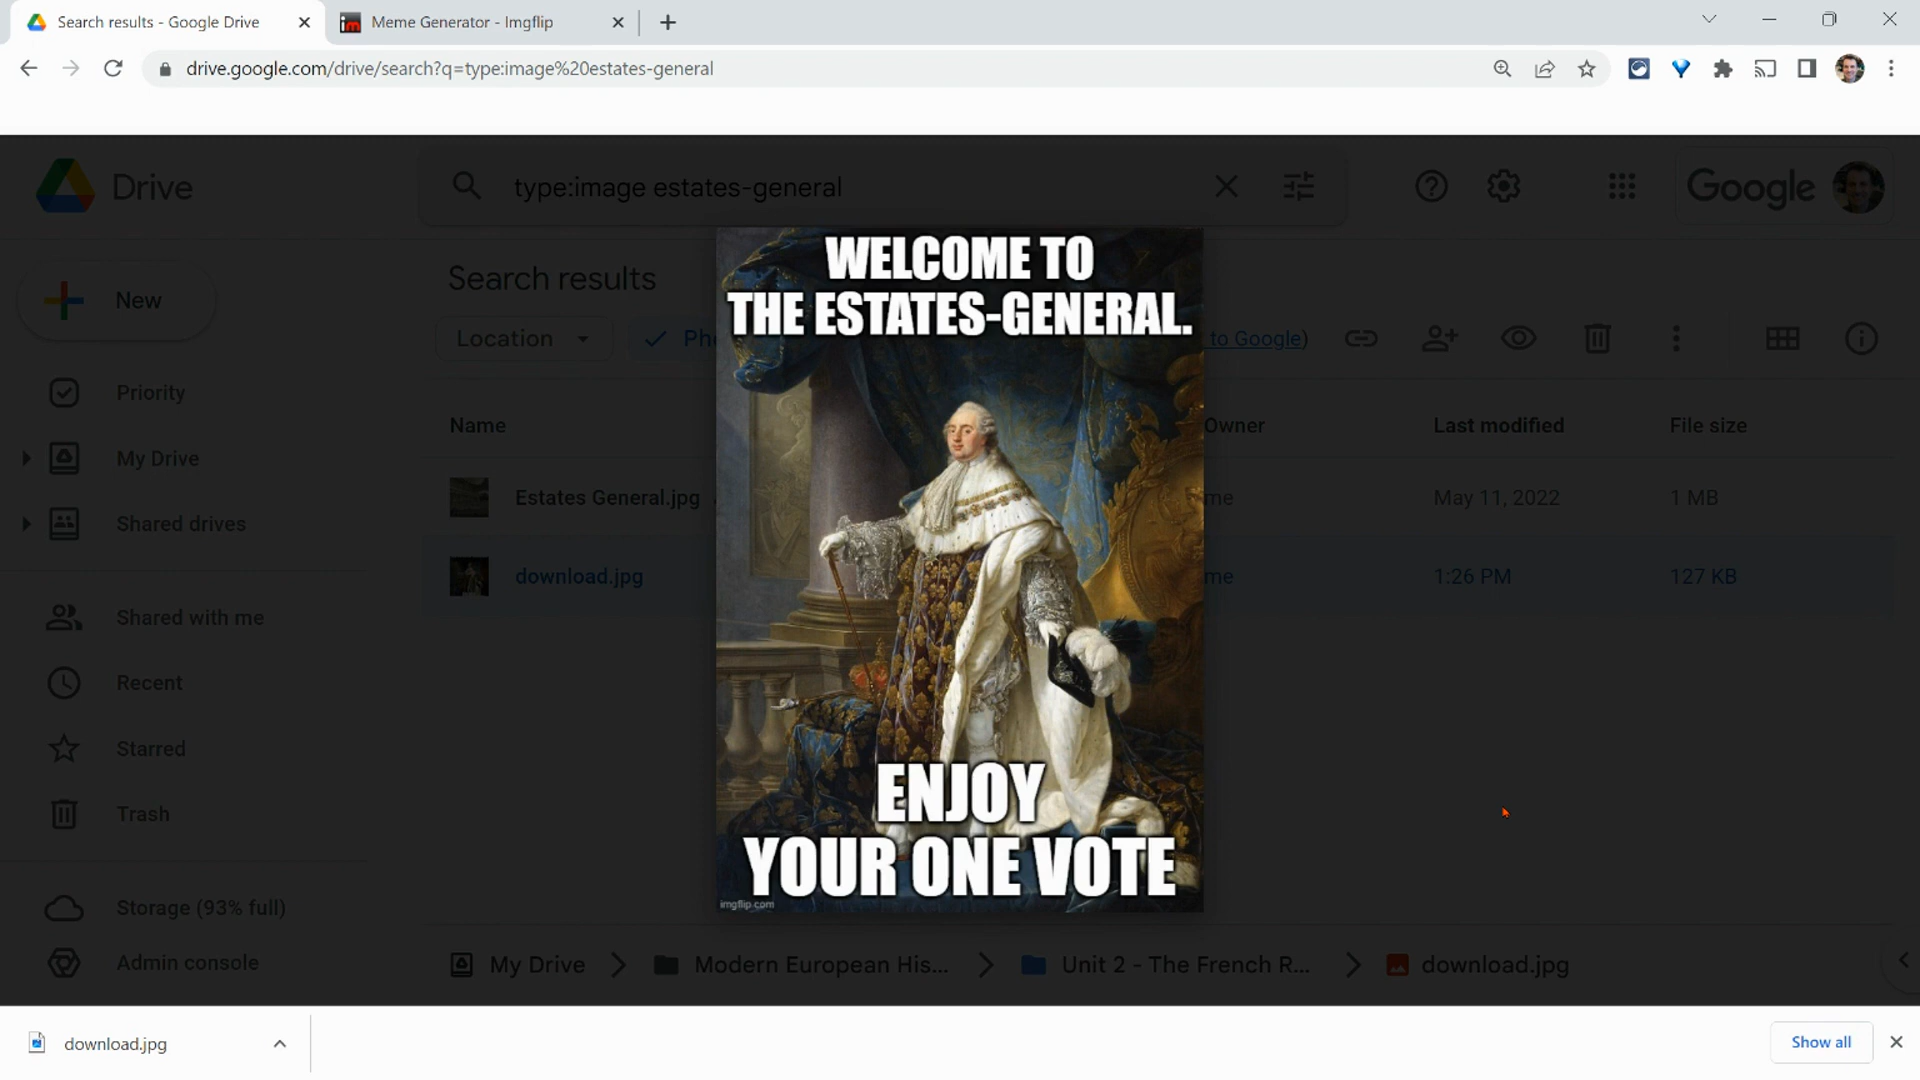 Search results - Google Drive
Meme Generator - Imgflip
drive.google.com/drive/search?q=type:image%20estates-general
Drive
type:image estates-general
Google
New
Search results
Location
Pho
to Google)
WELCOME TO
THE ESTATES-GENERAL.
ENJOY
YOUR ONE VOTE
imgflip.com
Priority
My Drive
Shared drives
Shared with me
Recent
Starred
Trash
Storage (93% full)
Admin console
Name
Owner
Last modified
File size
Estates General.jpg
me
May 11, 2022
1 MB
download.jpg
me
1:26 PM
127 KB
My Drive
Modern European His...
Unit 2 - The French R...
download.jpg
download.jpg
Show all